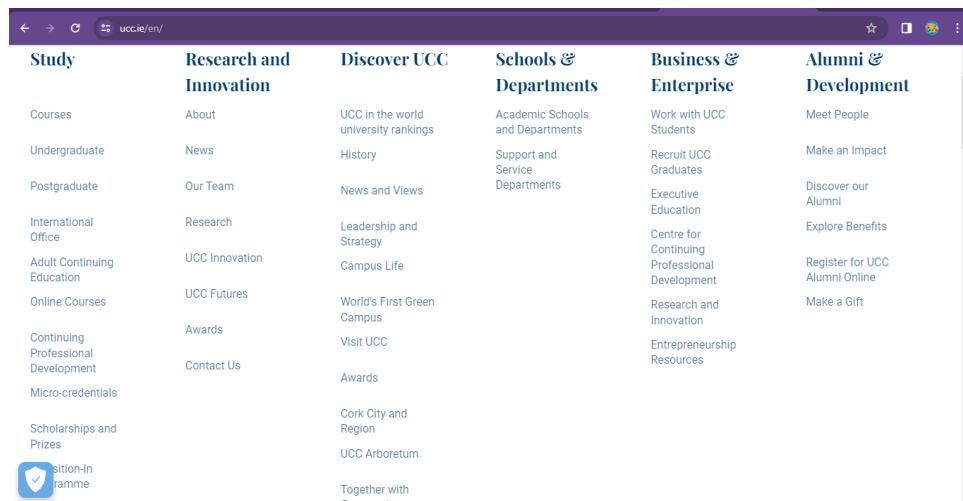 ucc.ie/en/
Study
Courses
Undergraduate
Postgraduate
International
Office
Adult Continuing
Education
Online Courses
Continuing
Professional
Development
Micro-credentials
Scholarships and
Prizes
sition-In
ramme
Research and
Innovation
About
News
Our Team
Research
UCC Innovation
UCC Futures
Awards
Contact Us
Discover UCC
UCC in the world
university rankings
History
News and Views
Leadership and
Strategy
Campus Life
World's First Green
Campus
Visit UCC
Awards
Cork City and
Region
UCC Arboretum
Together with
Schools &
Departments
Academic Schools
and Departments
Support and
Service
Departments
Business &
Enterprise
Work with UCC
Students
Recruit UCC
Graduates
Executive
Education
Centre for
Continuing
Professional
Development
Research and
Innovation
Entrepreneurship
Resources
Alumni &
Development
Meet People
Make an Impact
Discover our
Alumni
Explore Benefits
Register for UCC
Alumni Online
Make a Gift